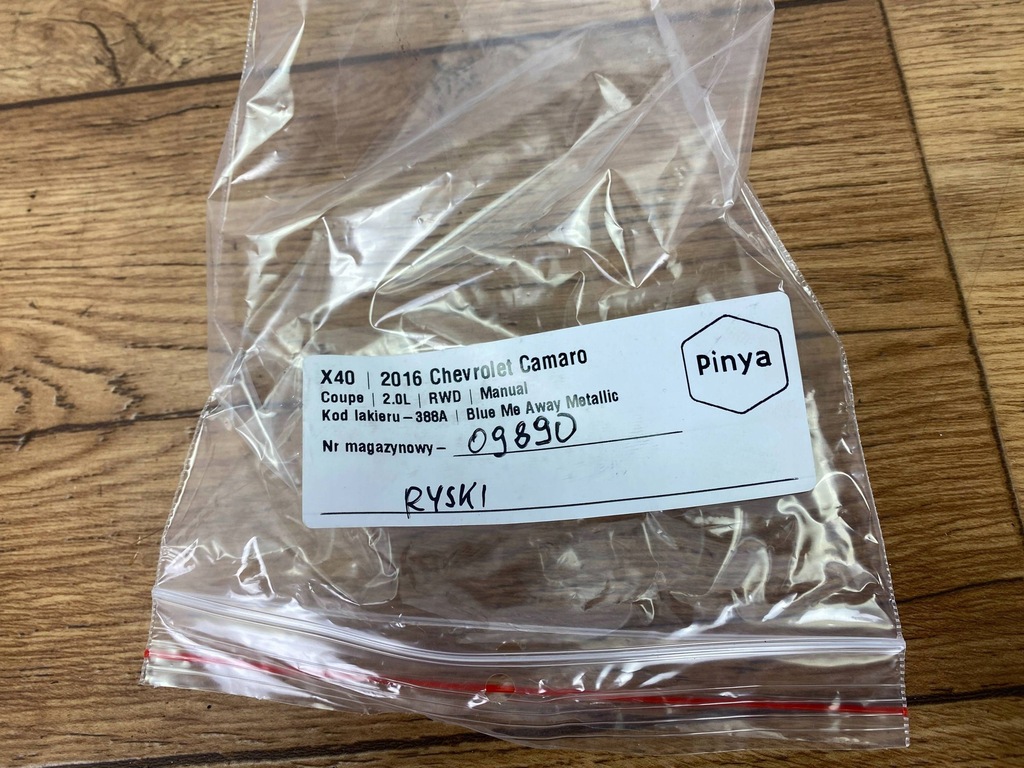 X40 | 2016 Chevrolet Camaro
Coupe | 2.0L | RWD | Manual
Kod lakieru – 388A | Blue Me Away Metallic
Nr magazynowy – 09890
RYSKI
Pinya